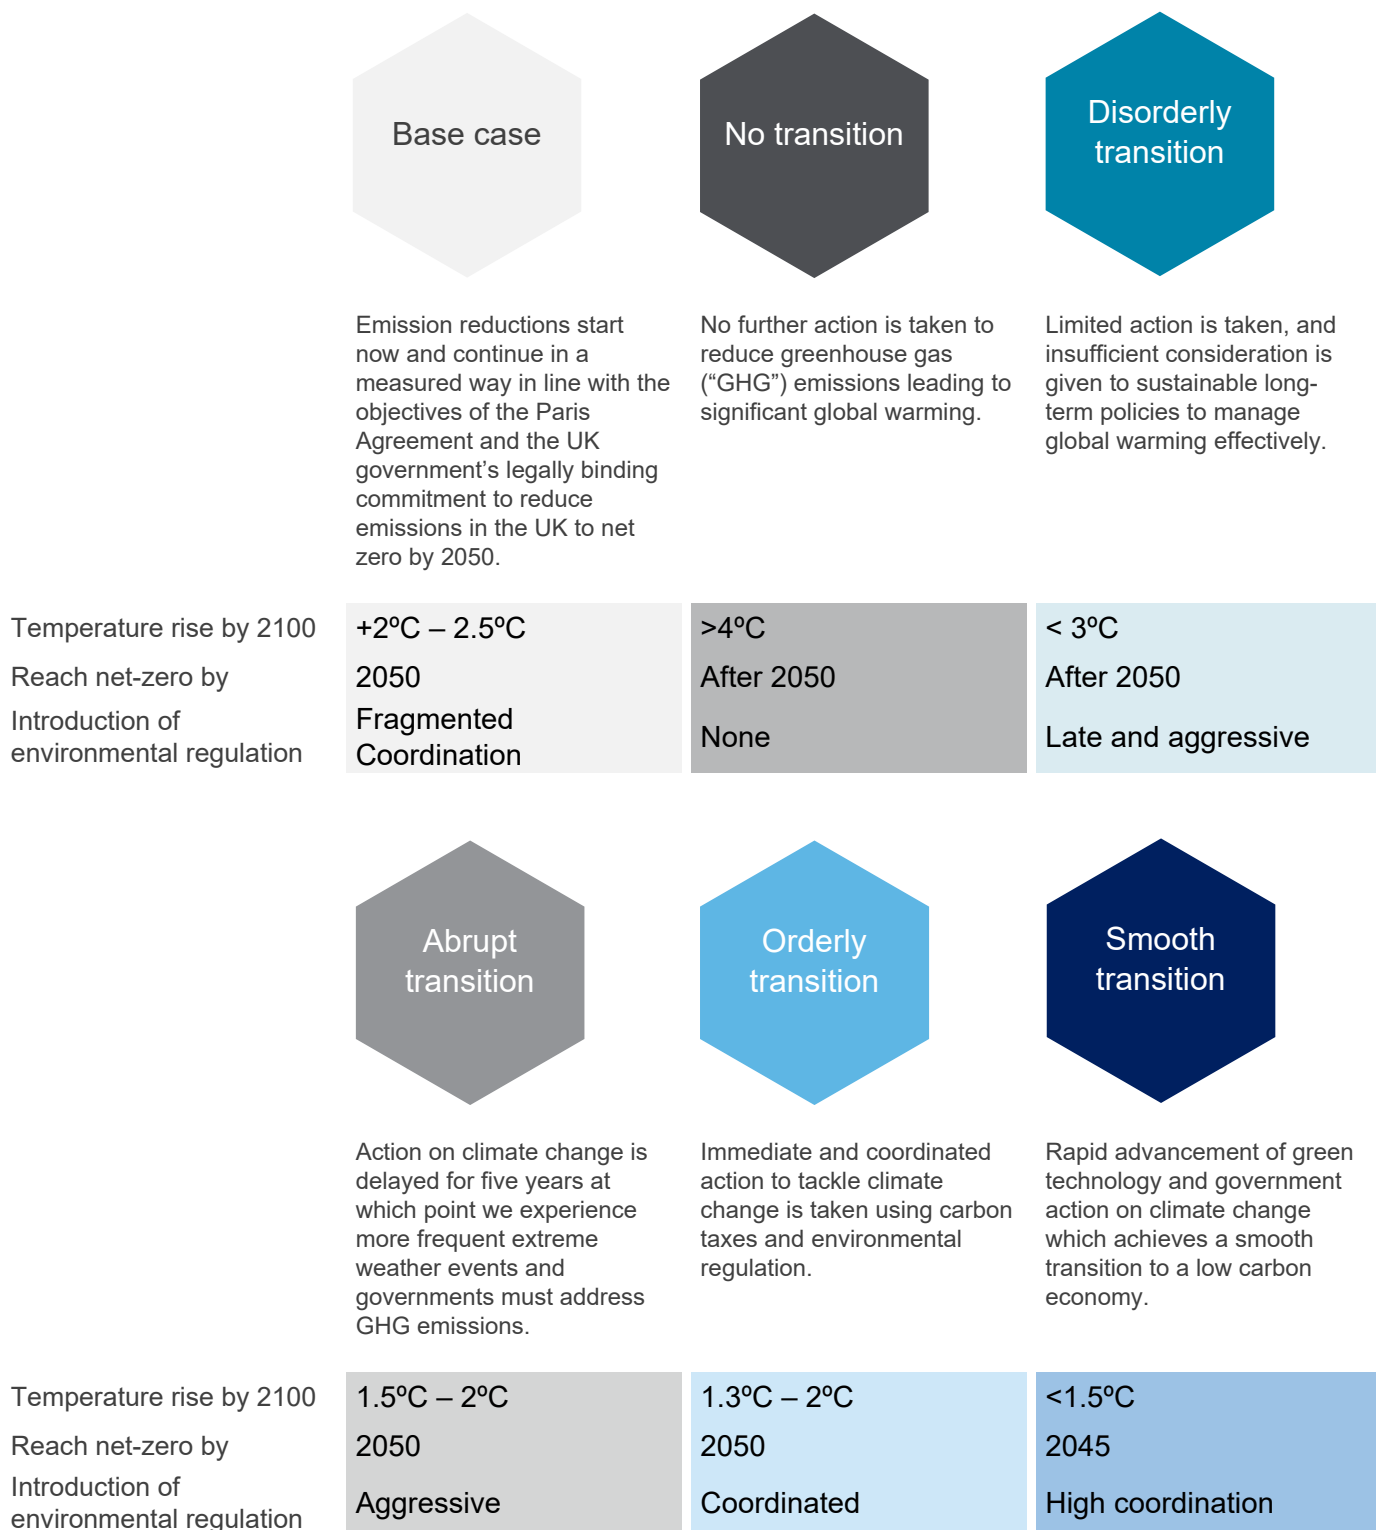 Base case
No transition
Disorderly
transition
Emission reductions start
now and continue in a
measured way in line with the
objectives of the Paris
Agreement and the UK
government’s legally binding
commitment to reduce
emissions in the UK to net
zero by 2050.
No further action is taken to
reduce greenhouse gas
(“GHG”) emissions leading to
significant global warming.
Limited action is taken, and
insufficient consideration is
given to sustainable long-
term policies to manage
global warming effectively.
Temperature rise by 2100
+2ºC – 2.5ºC
>4ºC
< 3ºC
Reach net-zero by
2050
After 2050
After 2050
Introduction of
environmental regulation
Fragmented
Coordination
None
Late and aggressive
Abrupt
transition
Orderly
transition
Smooth
transition
Action on climate change is
delayed for five years at
which point we experience
more frequent extreme
weather events and
governments must address
GHG emissions.
Immediate and coordinated
action to tackle climate
change is taken using carbon
taxes and environmental
regulation.
Rapid advancement of green
technology and government
action on climate change
which achieves a smooth
transition to a low carbon
economy.
Temperature rise by 2100
1.5ºC – 2ºC
1.3ºC – 2ºC
<1.5ºC
Reach net-zero by
2050
2050
2045
Introduction of
environmental regulation
Aggressive
Coordinated
High coordination